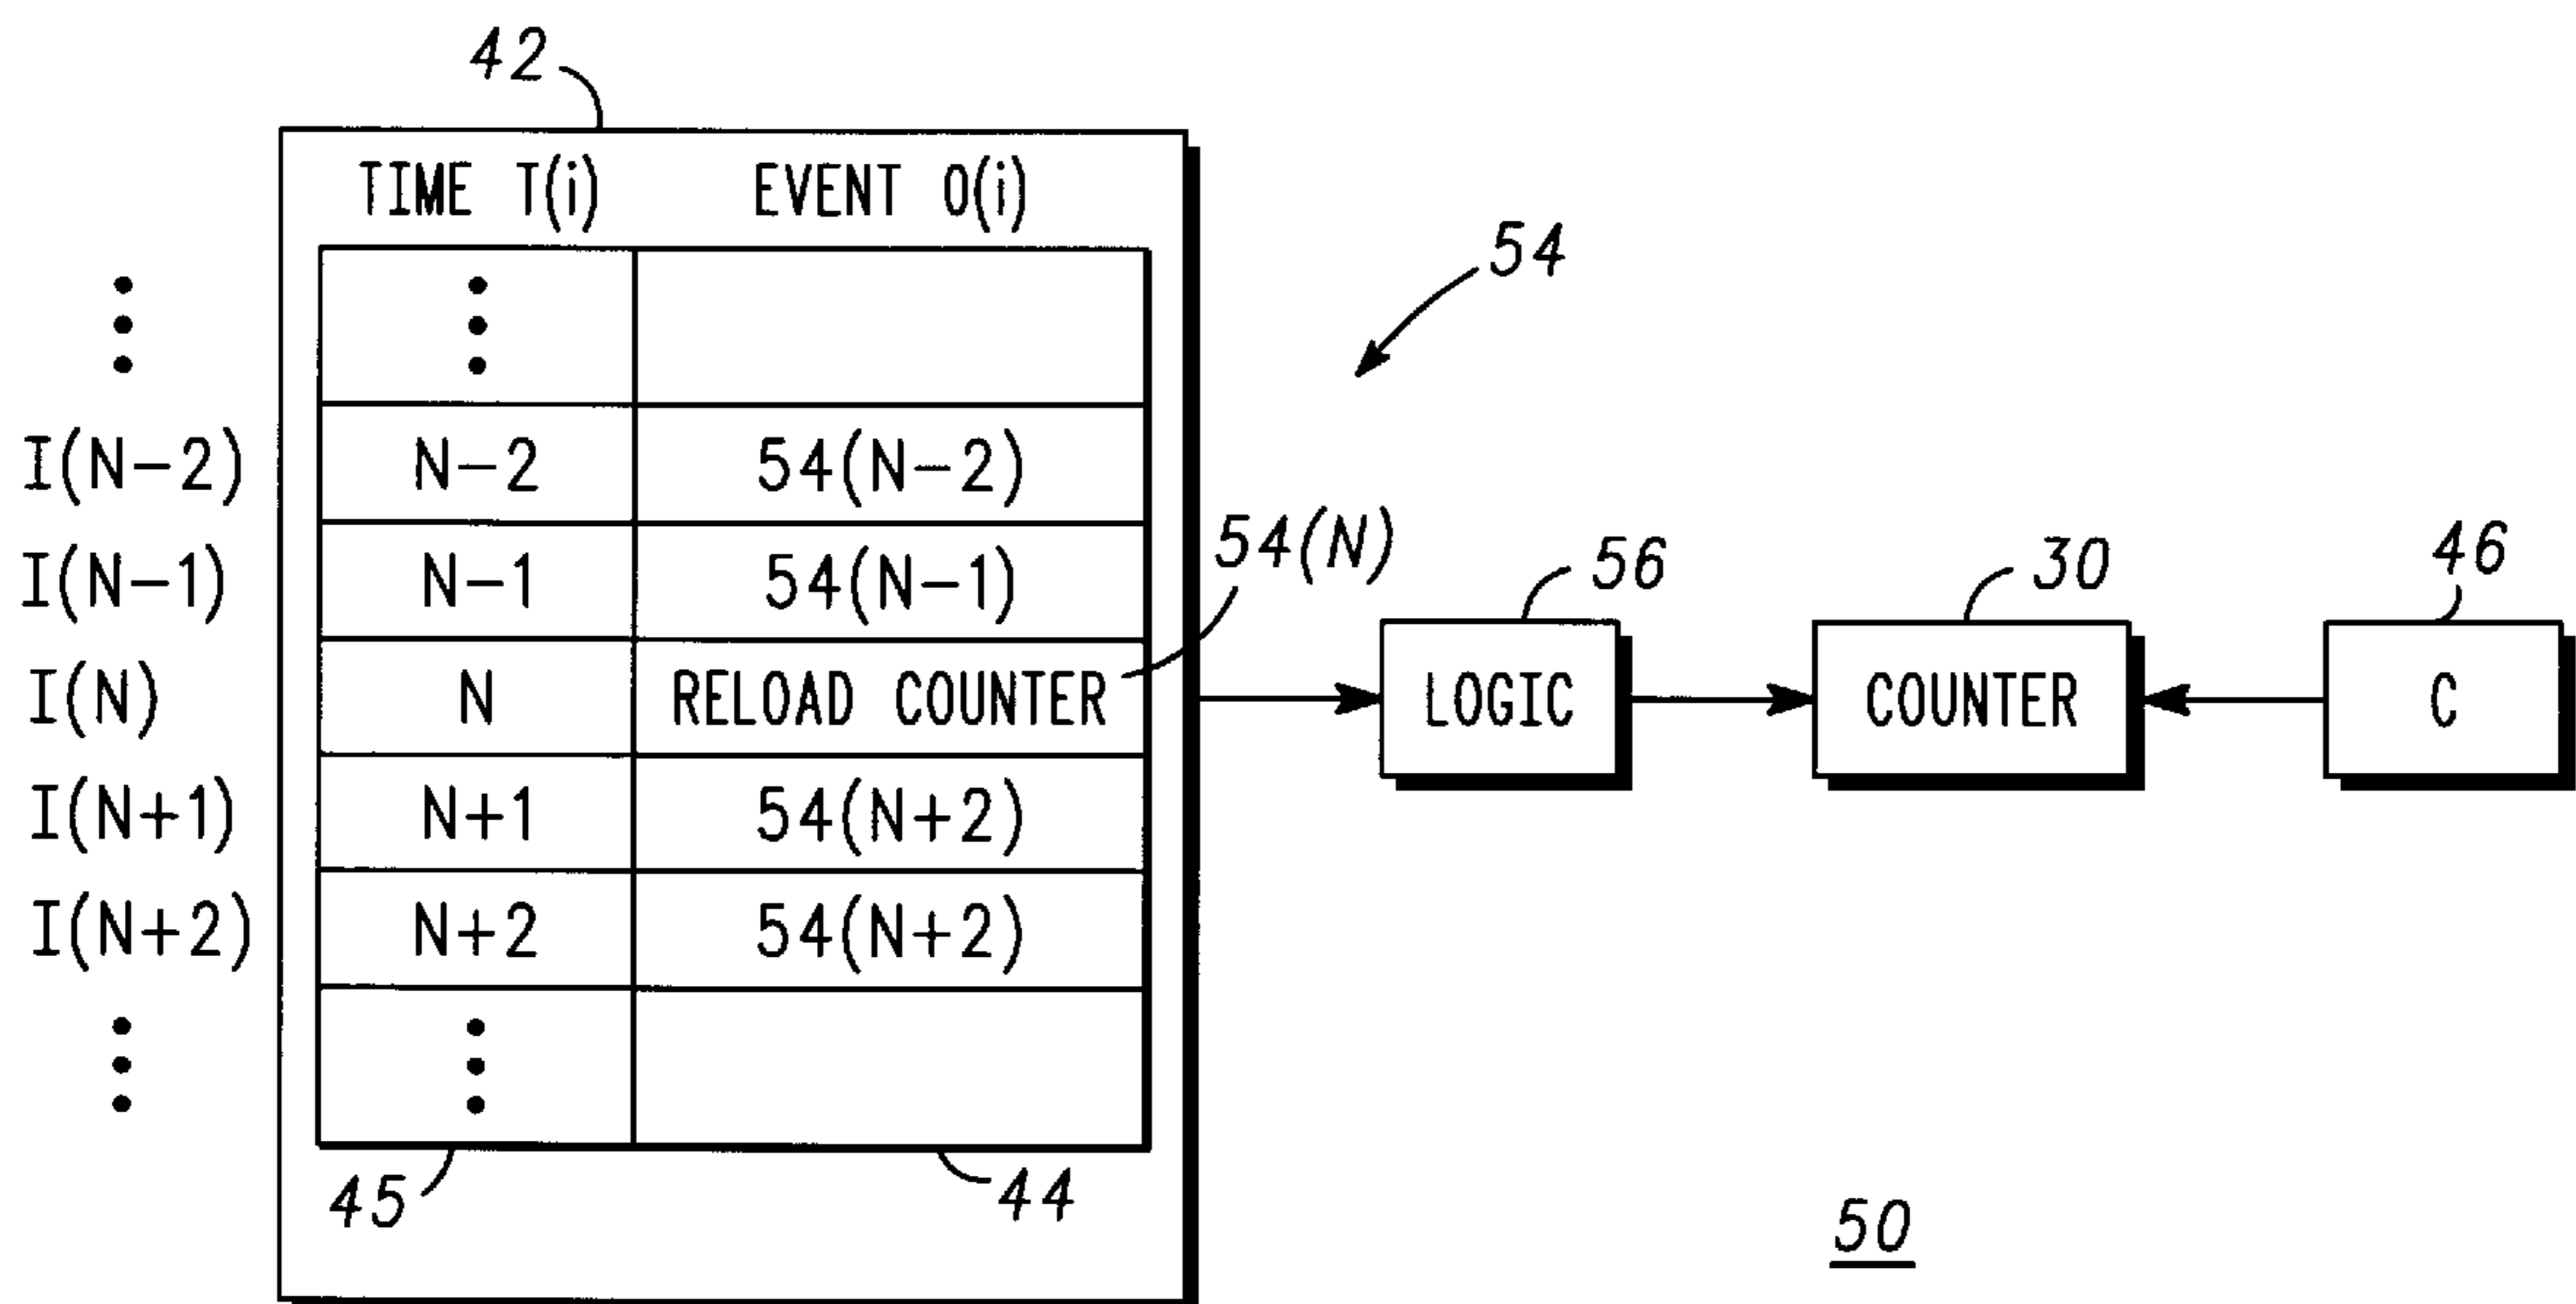 42
TIME T(i) EVENT O(i)
54
I(N-2) N-2 54(N-2)
54(N)
I(N-1) N-1 54(N-1)
56 30 46
I(N) N RELOAD COUNTER LOGIC COUNTER C
I(N+1) N+1 54(N+2)
I(N+2) N+2 54(N+2)
45 44
50